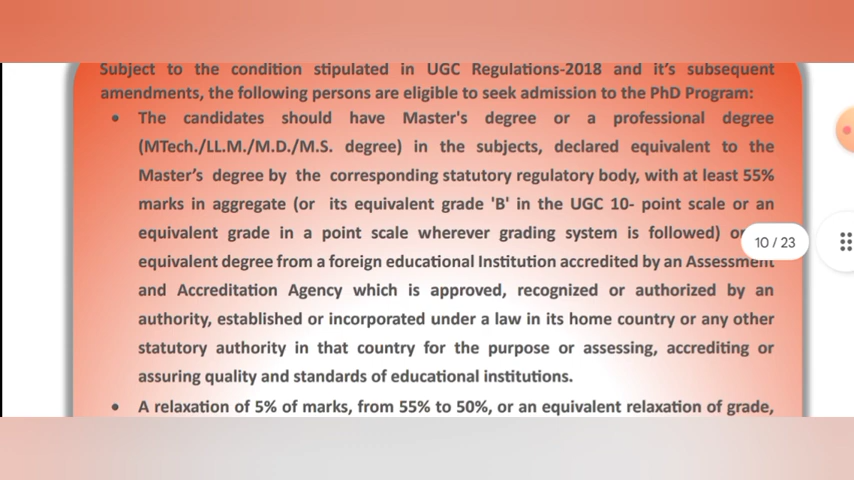 Subject to the condition stipulated in UGC Regulations-2018 and it's subsequent
amendments, the following persons are eligible to seek admission to the PhD Program:
• The candidates should have Master's degree or a professional degree
(MTech./LL.M./M.D./M.S. degree) in the subjects, declared equivalent to the
Master's degree by the corresponding statutory regulatory body, with at least 55%
marks in aggregate (or its equivalent grade 'B' in the UGC 10- point scale or an
equivalent grade in a point scale wherever grading system is followed)
10 / 23
equivalent degree from a foreign educational Institution accredited by an Assessment
and Accreditation Agency which is approved, recognized or authorized by an
authority, established or incorporated under a law in its home country or any other
statutory authority in that country for the purpose or assessing, accrediting or
assuring quality and standards of educational institutions.
• A relaxation of 5% of marks, from 55% to 50%, or an equivalent relaxation of grade,